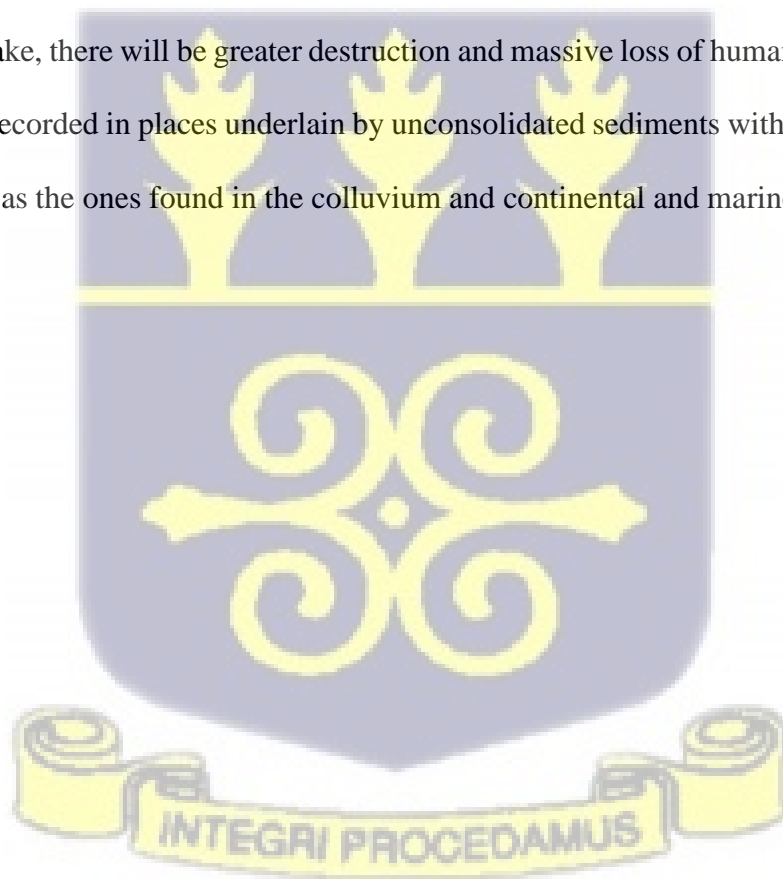 ake, there will be greater destruction and massive loss of huma
ecorded in places underlain by unconsolidated sediments with
as the ones found in the colluvium and continental and marin
INTEGRI PROCEDAMUS